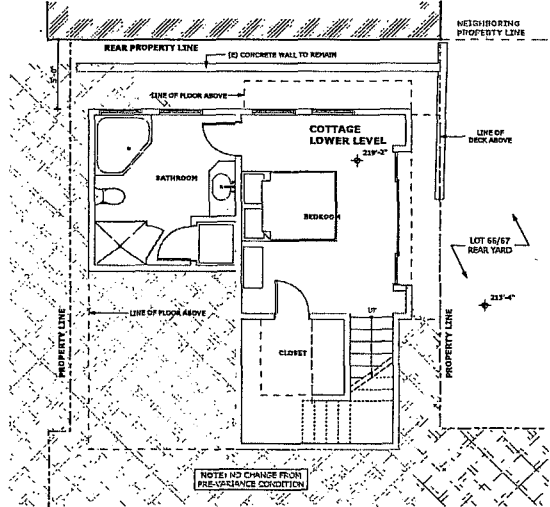 NEIGHBORING
PROPERTY LINE
REAR PROPERTY LINE
(E) CONCRETE WALL TO REMAIN
5'-0"
LINE OF FLOOR ABOVE
COTTAGE
LOWER LEVEL
219'-2"
LINE OF
DECK ABOVE
BATHROOM
BEDROOM
LOT 66/67
REAR YARD
213'-4"
LINE OF FLOOR ABOVE
UP
PROPERTY LINE
CLOSET
PROPERTY LINE
NOTE: NO CHANGE FROM
PRE-VARIANCE CONDITION